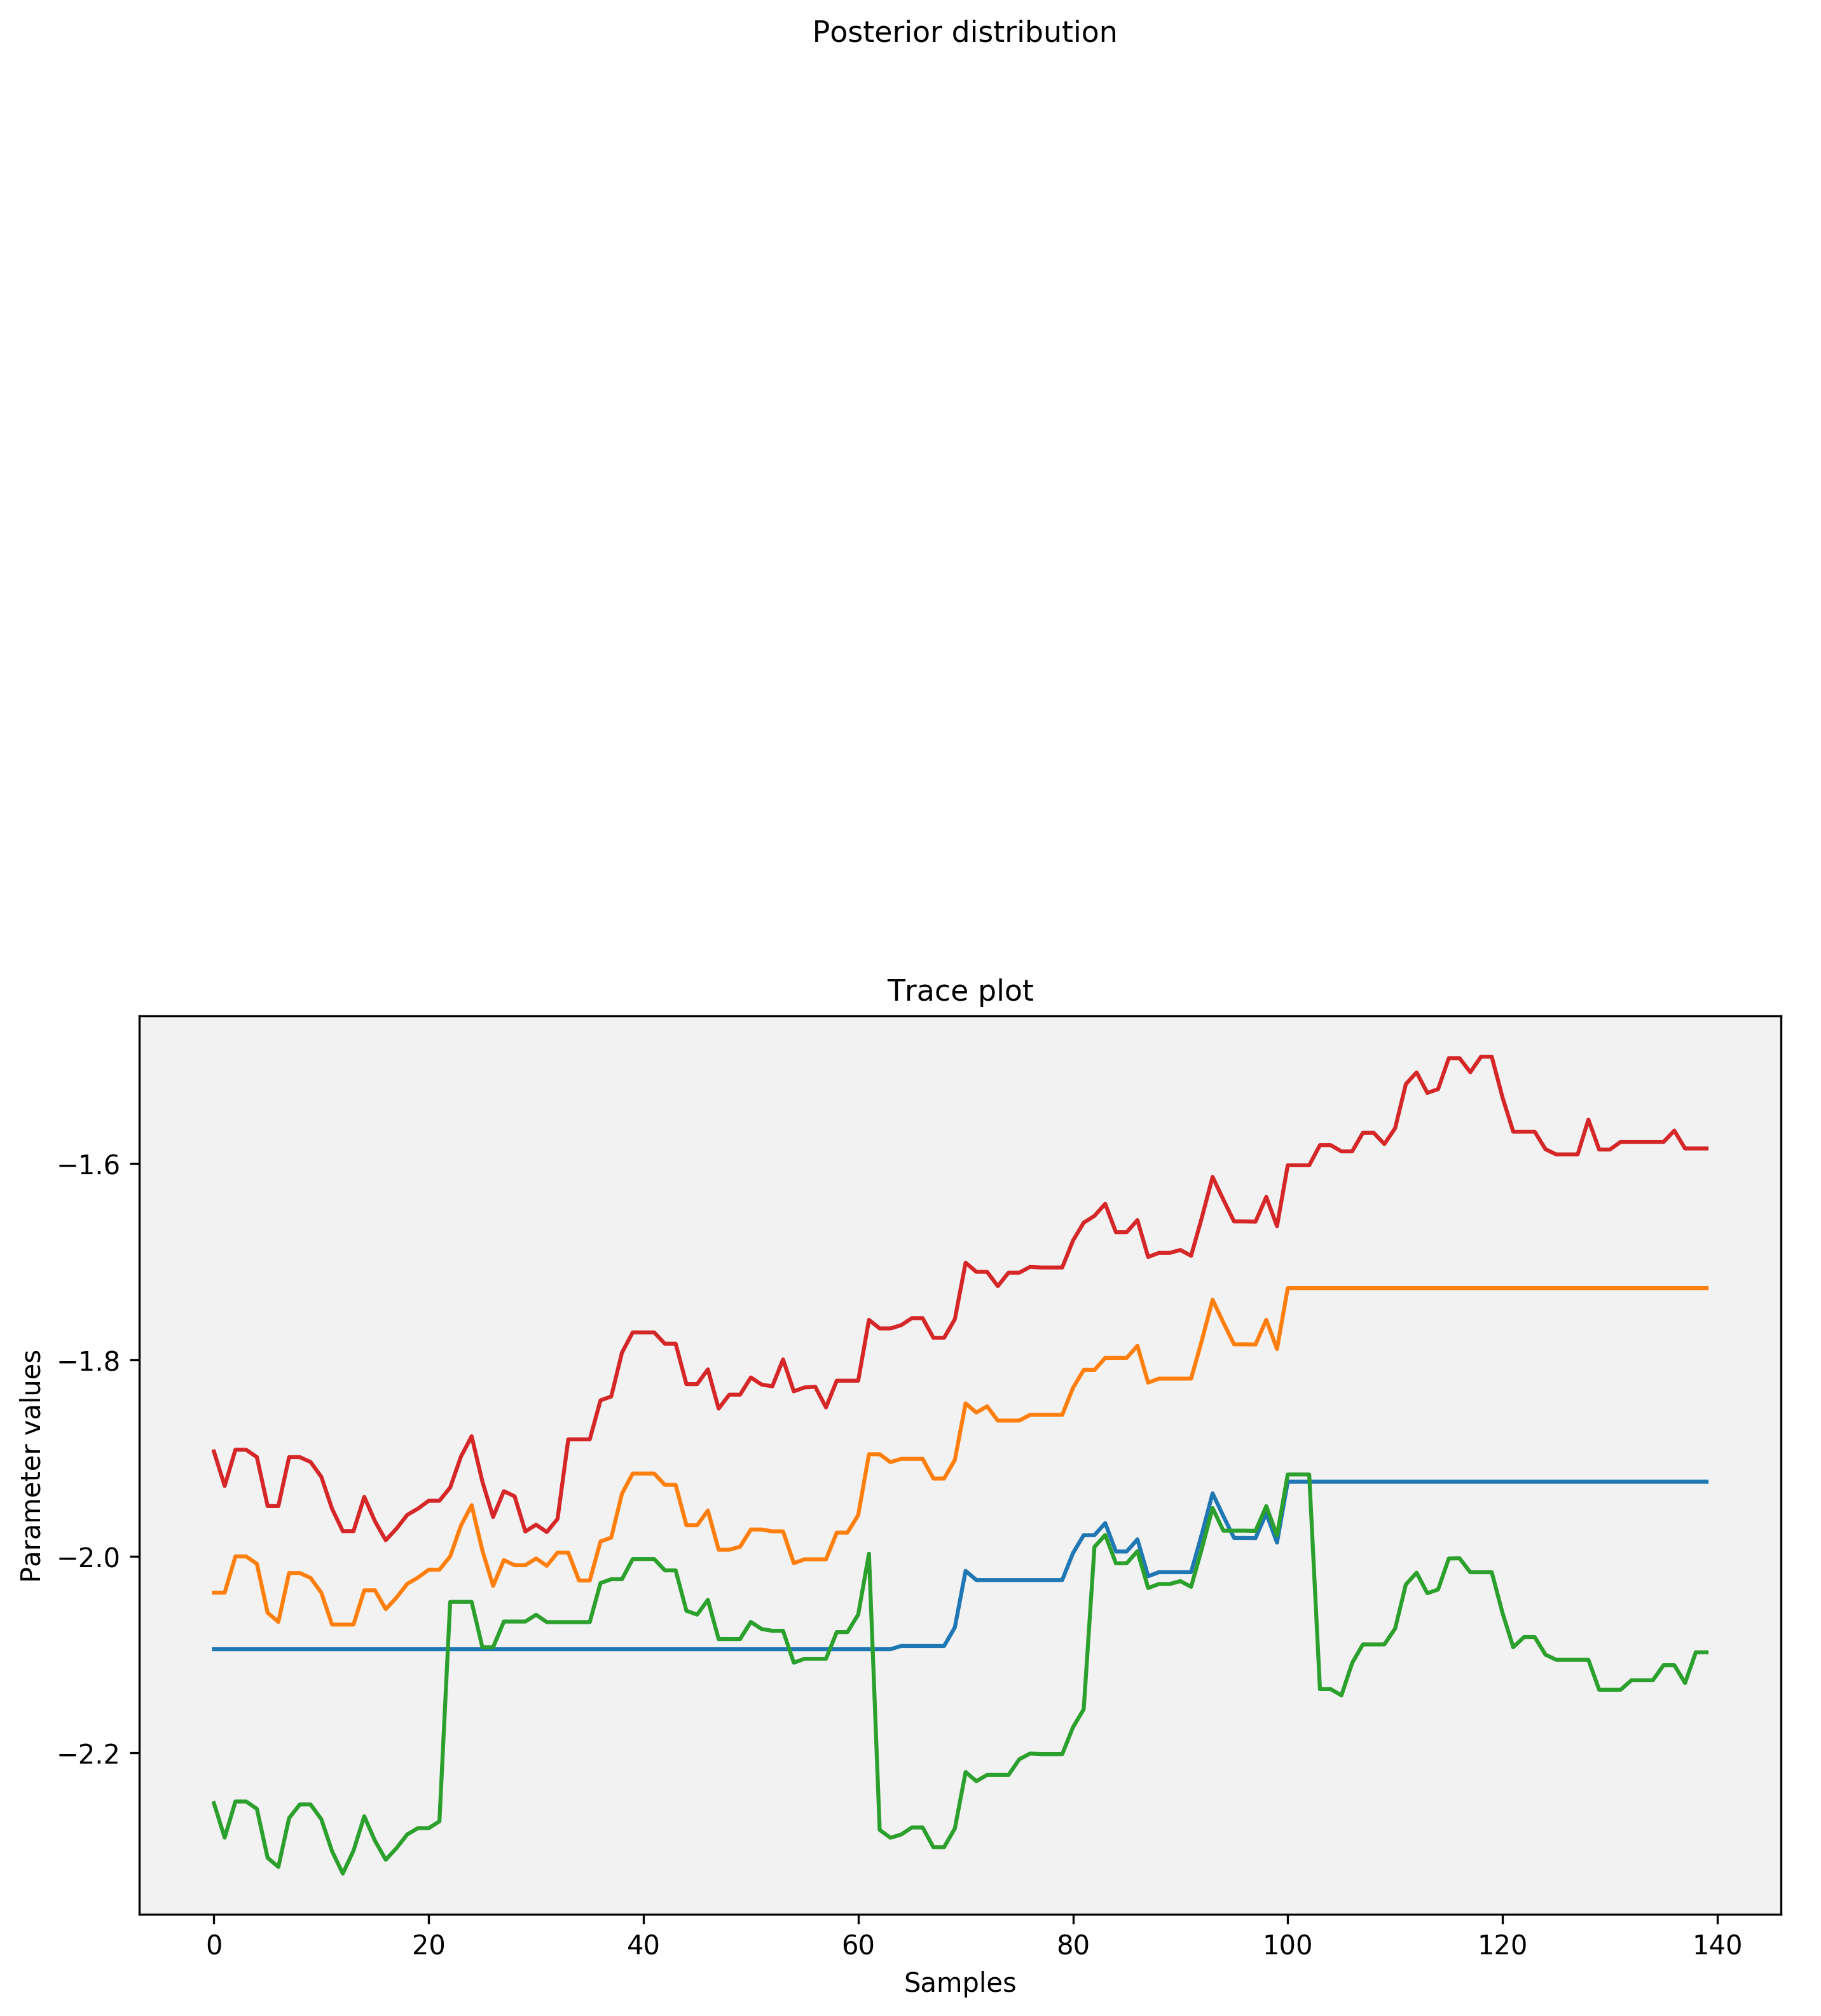 Posterior distribution
Trace plot
−1.6
−1.8
−2.0
−2.2
Parameter values
0 20 40 60 80 100 120 140
Samples